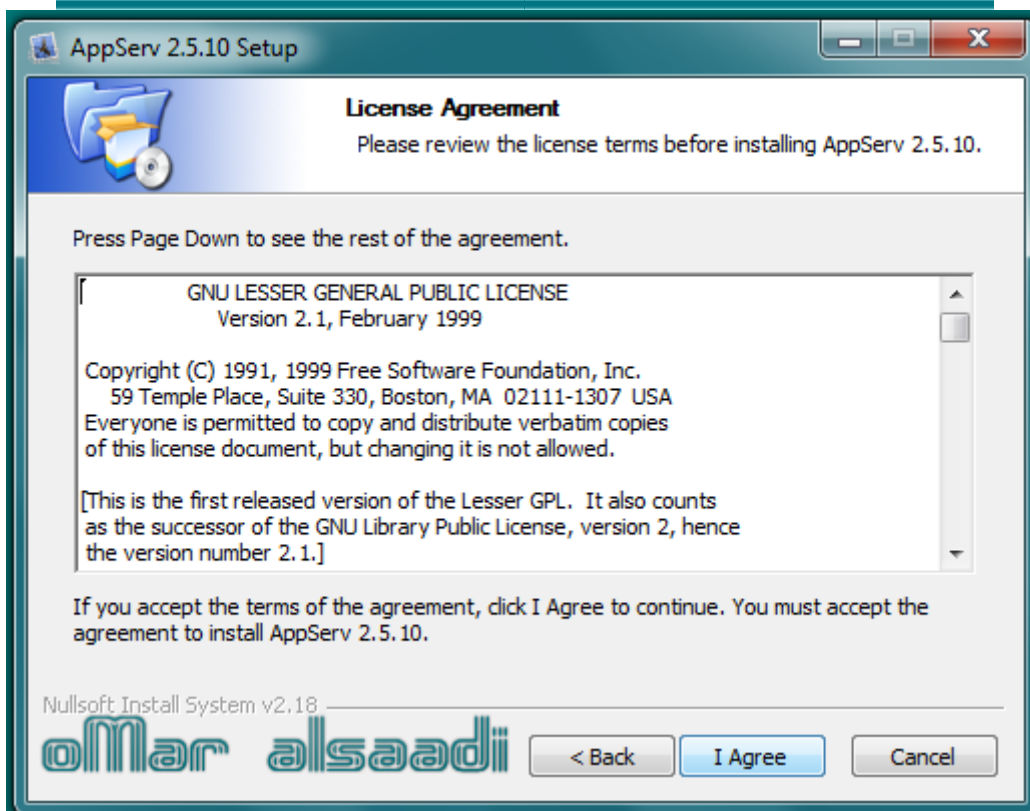 AppServ 2.5.10 Setup
License Agreement
Please review the license terms before installing AppServ 2.5.10.
Press Page Down to see the rest of the agreement.
GNU LESSER GENERAL PUBLIC LICENSE
Version 2.1, February 1999
Copyright (C) 1991, 1999 Free Software Foundation, Inc.
59 Temple Place, Suite 330, Boston, MA  02111-1307  USA
Everyone is permitted to copy and distribute verbatim copies
of this license document, but changing it is not allowed.
[This is the first released version of the Lesser GPL.  It also counts
as the successor of the GNU Library Public License, version 2, hence
the version number 2.1.]
If you accept the terms of the agreement, click I Agree to continue. You must accept the
agreement to install AppServ 2.5.10.
Nullsoft Install System v2.18
oMar alsaadi
< Back
I Agree
Cancel